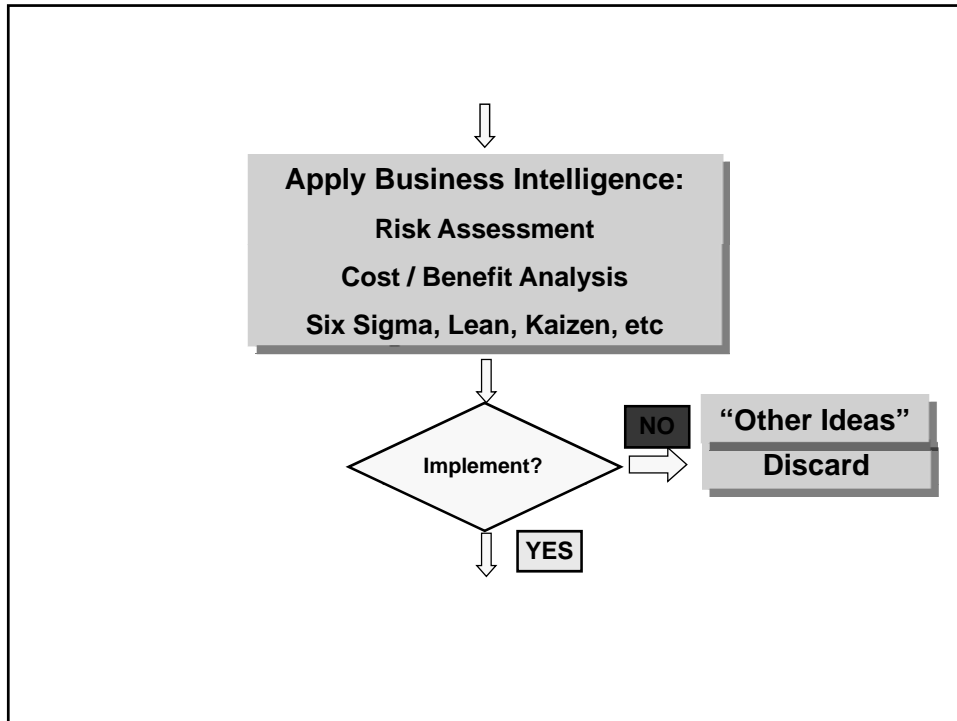 Apply Business Intelligence:
Risk Assessment
Cost / Benefit Analysis
Six Sigma, Lean, Kaizen, etc
NO
“Other Ideas”
Discard
Implement?
YES